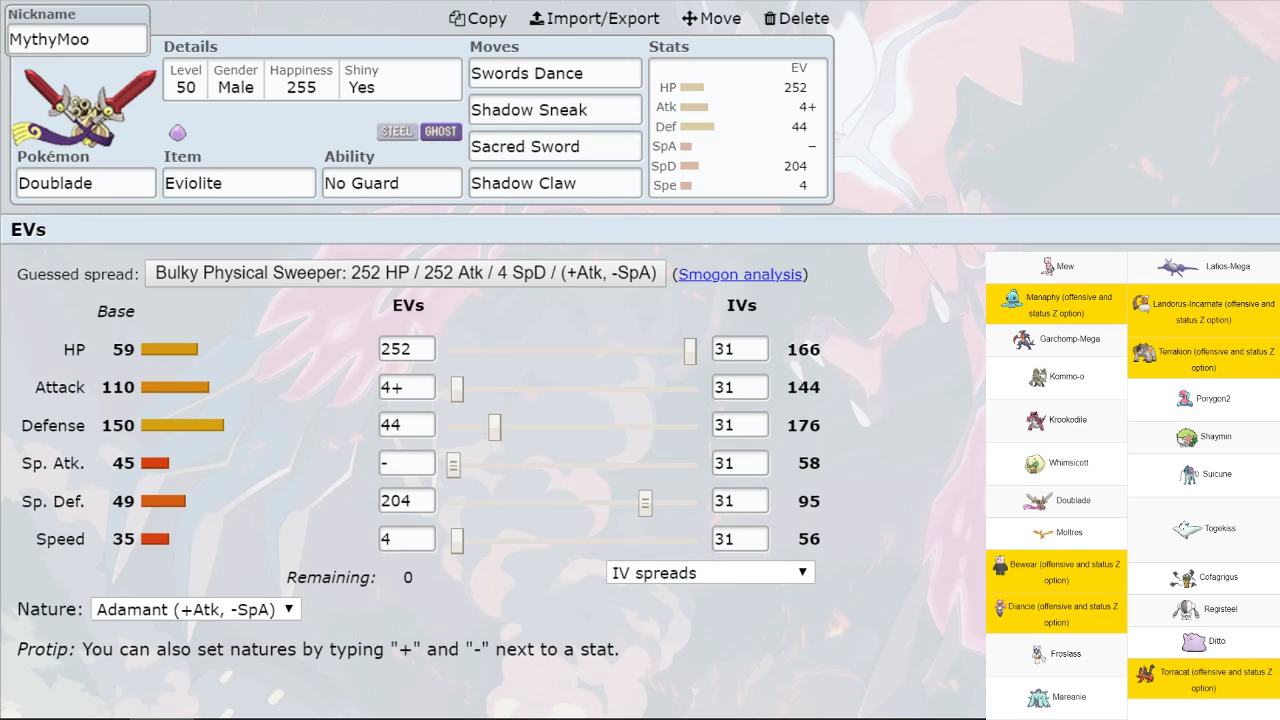 Nickname
MythyMoo
Copy Import/Export Move Delete
Details
Level Gender Happiness Shiny
50 Male 255 Yes
STEEL GHOST
Pokémon Item Ability
Doublade Eviolite No Guard
Moves
Swords Dance
Shadow Sneak
Sacred Sword
Shadow Claw
Stats
EV
HP 252
Atk 4+
Def 44
SpA –
SpD 204
Spe 4
EVs
Guessed spread: Bulky Physical Sweeper: 252 HP / 252 Atk / 4 SpD / (+Atk, -SpA) (Smogon analysis)
Base EVs IVs
HP 59 252 31 166
Attack 110 4+ 31 144
Defense 150 44 31 176
Sp. Atk. 45 - 31 58
Sp. Def. 49 204 31 95
Speed 35 4 31 56
Remaining: 0 IV spreads
Nature: Adamant (+Atk, -SpA)
Protip: You can also set natures by typing "+" and "-" next to a stat.
Mew
Manaphy (offensive and
status Z option)
Garchomp-Mega
Kommo-o
Krookodile
Whimsicott
Doublade
Moltres
Bewear (offensive and status Z
option)
Diancie (offensive and status Z
option)
Froslass
Mareanie
Latios-Mega
Landorus-Incarnate (offensive and
status Z option)
Terrakion (offensive and status Z
option)
Porygon2
Shaymin
Suicune
Togekiss
Cofagrigus
Registeel
Ditto
Torracat (offensive and status Z
option)